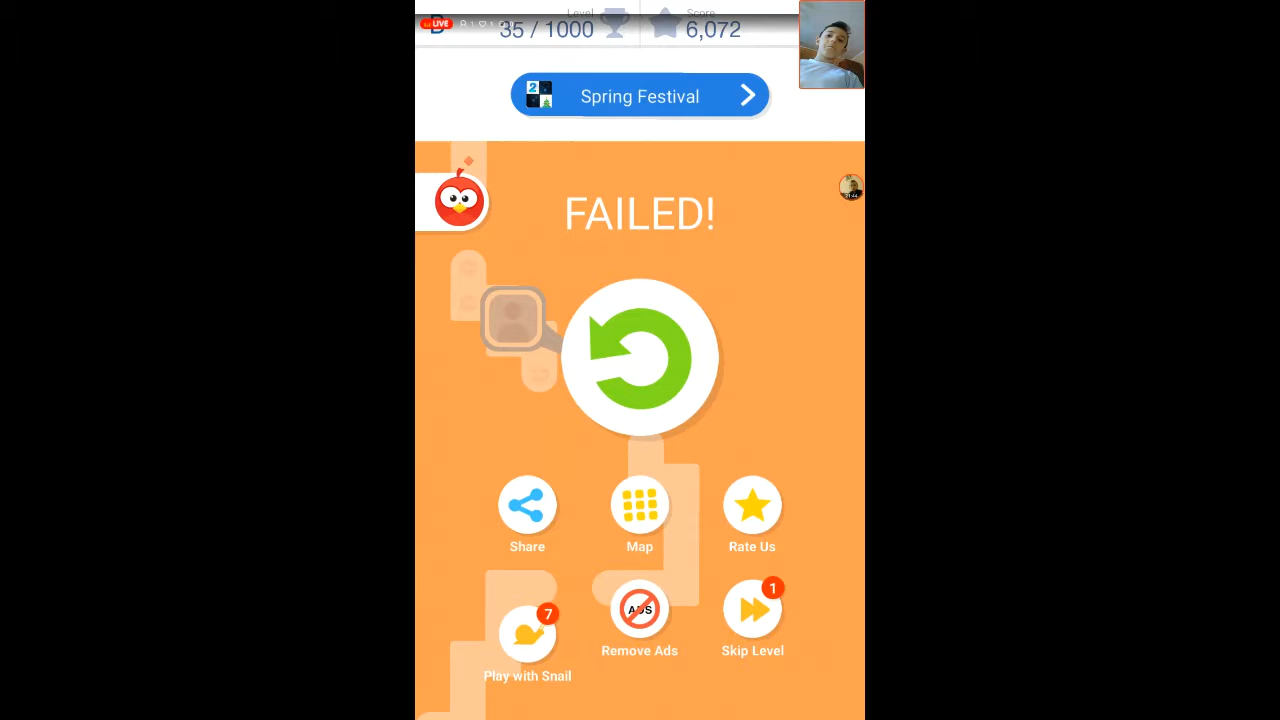 Level
Score
LIVE
35 / 1000
6,072
2
Spring Festival
FAILED!
Share
Map
Rate Us
7
ADS
1
Play with Snail
Remove Ads
Skip Level